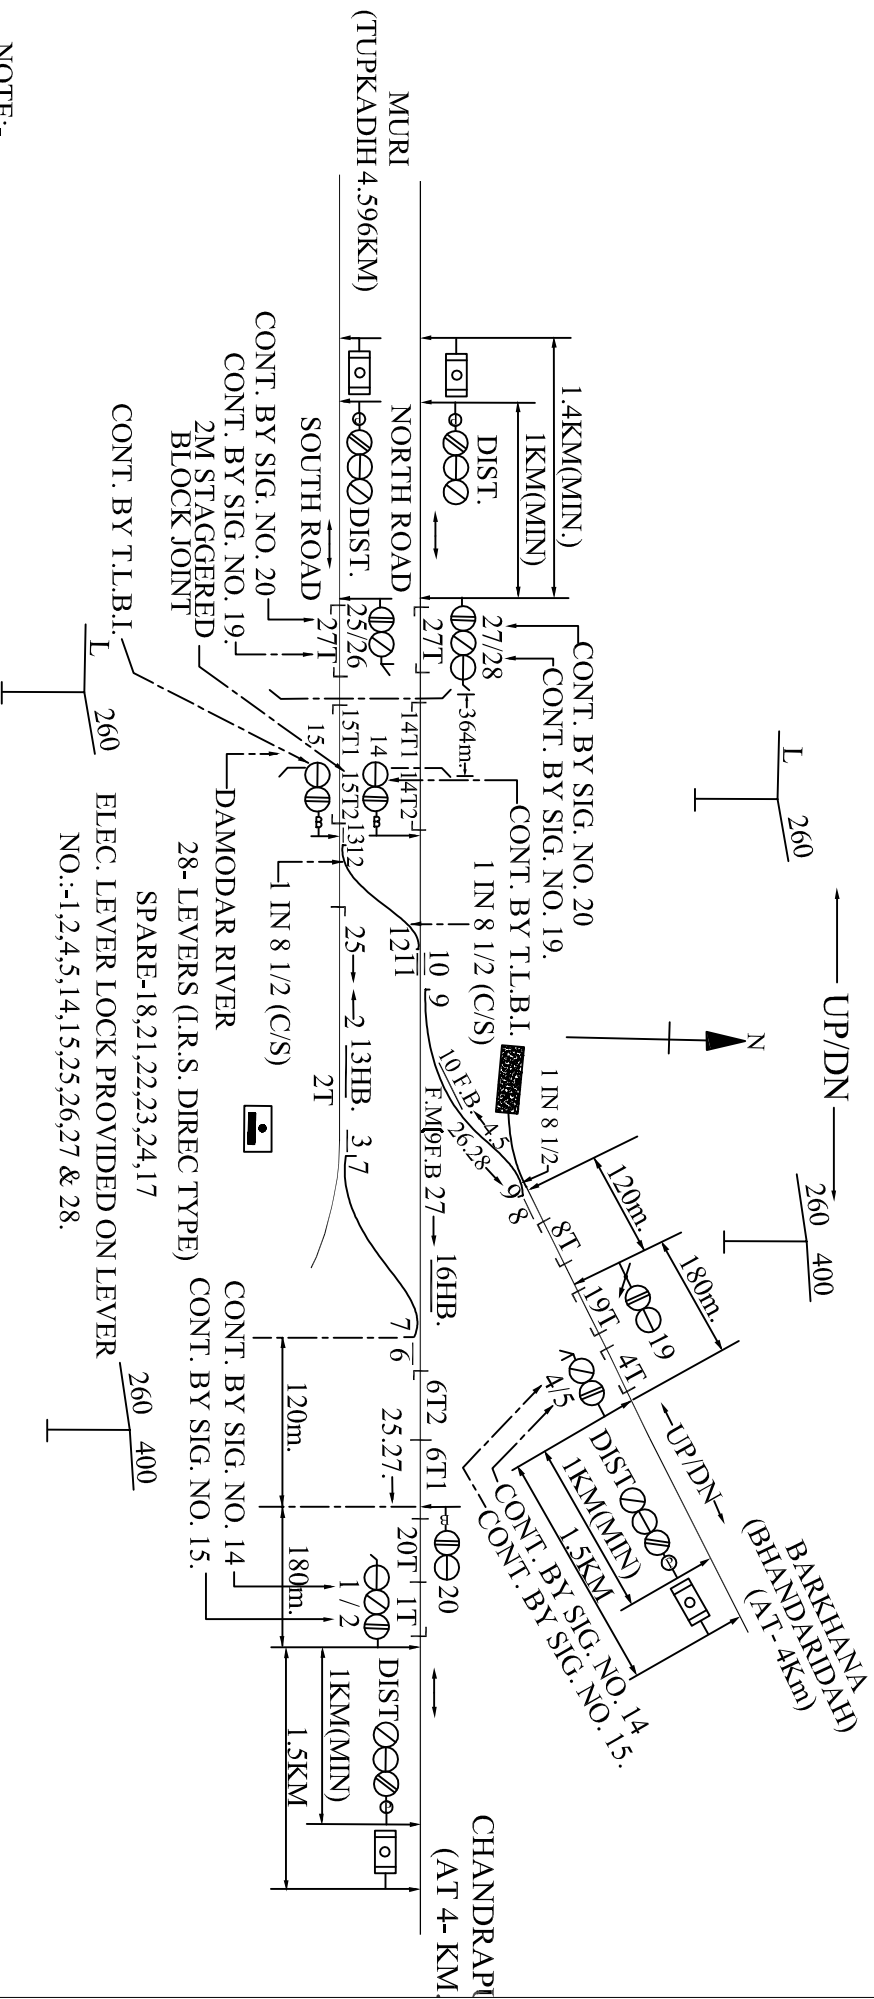 MURI
(TUPKADIH 4.596KM)
1.4KM(MIN.)
1KM(MIN)
DIST.
NORTH ROAD
DIST.
SOUTH ROAD
CONT. BY SIG. NO. 20
CONT. BY SIG. NO. 19.
2M STAGGERED
BLOCK JOINT
CONT. BY T.L.B.I.
27/28
27T
25/26
27T
CONT. BY SIG. NO. 20
CONT. BY SIG. NO. 19.
CONT. BY T.L.B.I.
364m.
14T1
14
14T2
15T1
15
15T2
B
B
13
12
1 IN 8 1/2 (C/S)
1 IN 8 1/2 (C/S)
DAMODAR RIVER
12
11
10
9
L
260
L
260
UP/DN
N
260
400
260
400
28- LEVERS (I.R.S. DIREC TYPE)
SPARE-18,21,22,23,24,17
ELEC. LEVER LOCK PROVIDED ON LEVER
NO.:-1,2,4,5,14,15,25,26,27 & 28.
25
2
13HB.
2T
3
7
10 F.B.
4.5
26.28
F.M
9F.B
27
16HB.
1 IN 8 1/2
9
8
8T
120m.
180m.
19T
19
4T
4/5
UP/DN
DIST
1KM(MIN)
1.5KM
CONT. BY SIG. NO. 14
CONT. BY SIG. NO. 15.
BARKHANA
(BHANDARIDAH)
(AT- 4Km)
7
6
6T2
6T1
25.27.
120m.
180m.
B
20
20T
1T
1 / 2
CONT. BY SIG. NO. 14
CONT. BY SIG. NO. 15.
DIST
1KM(MIN)
1.5KM
CHANDRAPU
(AT 4- KM.
NOTE:-